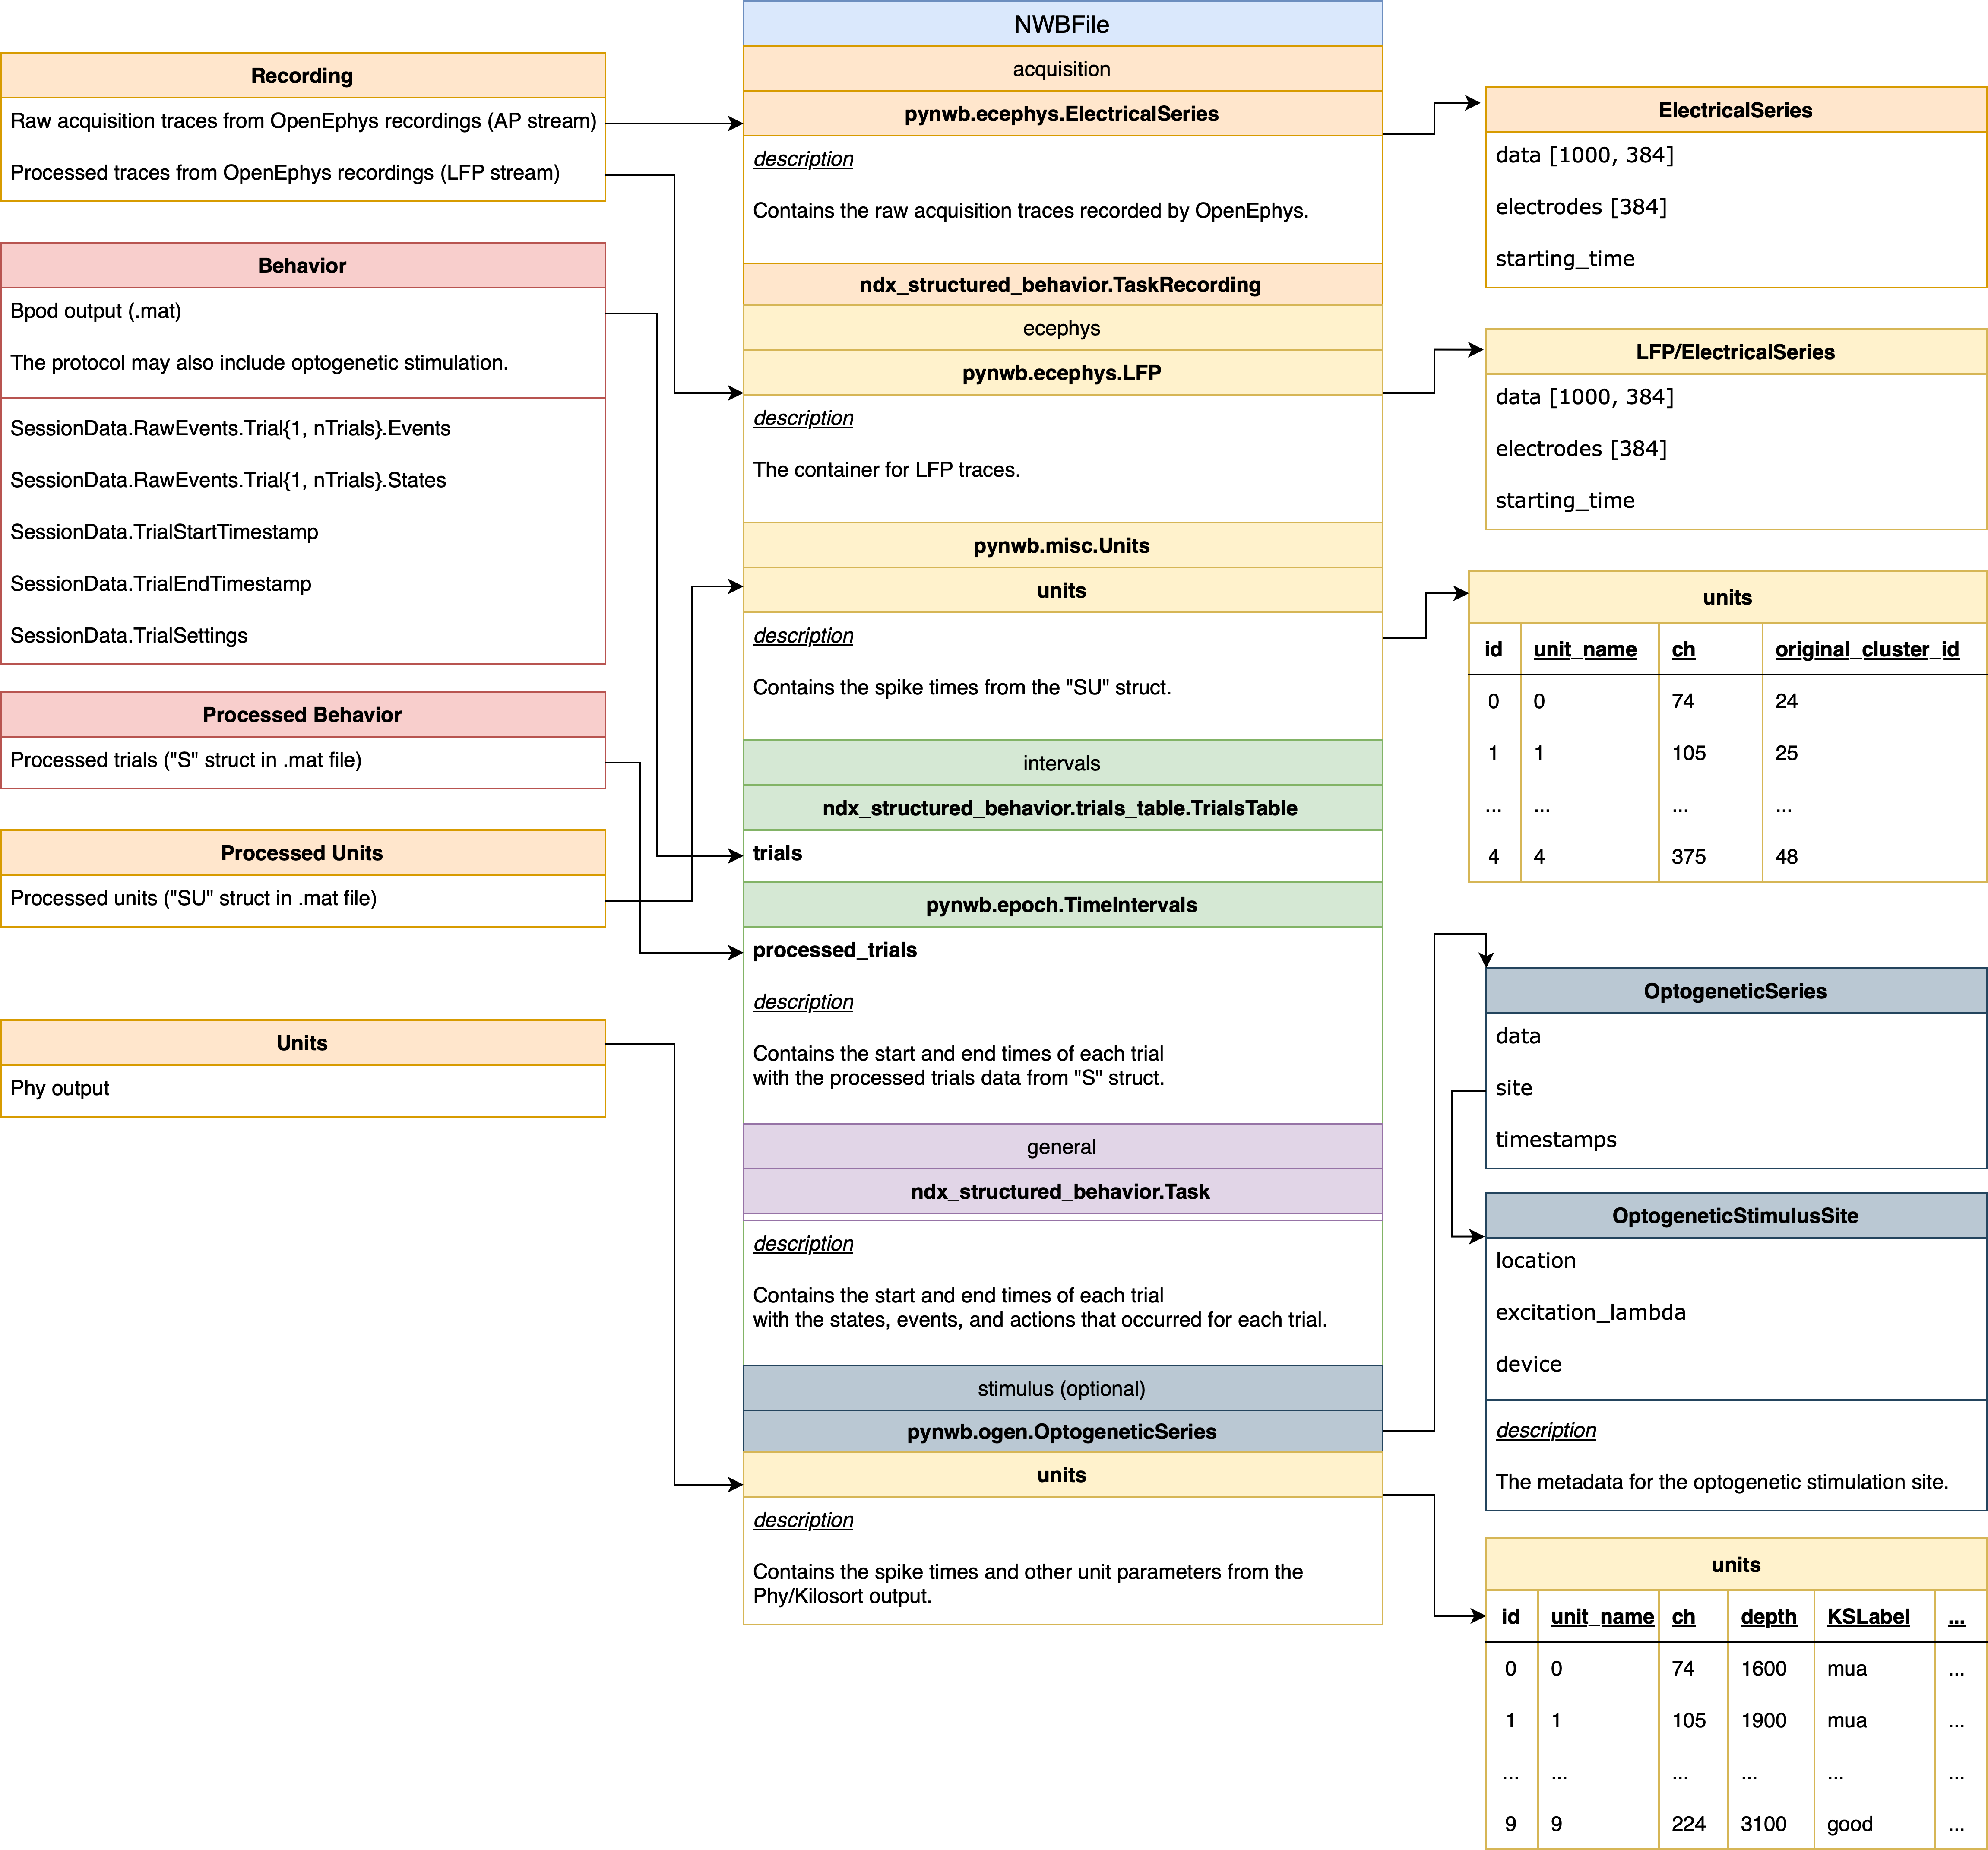 Recording
Raw acquisition traces from OpenEphys recordings (AP stream)
Processed traces from OpenEphys recordings (LFP stream)
Behavior
Bpod output (.mat)
The protocol may also include optogenetic stimulation.
SessionData.RawEvents.Trial{1, nTrials}.Events
SessionData.RawEvents.Trial{1, nTrials}.States
SessionData.TrialStartTimestamp
SessionData.TrialEndTimestamp
SessionData.TrialSettings
Processed Behavior
Processed trials ("S" struct in .mat file)
Processed Units
Processed units ("SU" struct in .mat file)
Units
Phy output
NWBFile
acquisition
pynwb.ecephys.ElectricalSeries
description
Contains the raw acquisition traces recorded by OpenEphys.
ndx_structured_behavior.TaskRecording
ecephys
pynwb.ecephys.LFP
description
The container for LFP traces.
pynwb.misc.Units
units
description
Contains the spike times from the "SU" struct.
intervals
ndx_structured_behavior.trials_table.TrialsTable
trials
pynwb.epoch.TimeIntervals
processed_trials
description
Contains the start and end times of each trial
with the processed trials data from "S" struct.
general
ndx_structured_behavior.Task
description
Contains the start and end times of each trial
with the states, events, and actions that occurred for each trial.
stimulus (optional)
pynwb.ogen.OptogeneticSeries
units
description
Contains the spike times and other unit parameters from the
Phy/Kilosort output.
ElectricalSeries
data [1000, 384]
electrodes [384]
starting_time
LFP/ElectricalSeries
data [1000, 384]
electrodes [384]
starting_time
units
id unit_name ch original_cluster_id
0 0 74 24
1 1 105 25
... ... ... ...
4 4 375 48
OptogeneticSeries
data
site
timestamps
OptogeneticStimulusSite
location
excitation_lambda
device
description
The metadata for the optogenetic stimulation site.
units
id unit_name ch depth KSLabel ...
0 0 74 1600 mua ...
1 1 105 1900 mua ...
... ... ... ... ... ...
9 9 224 3100 good ...